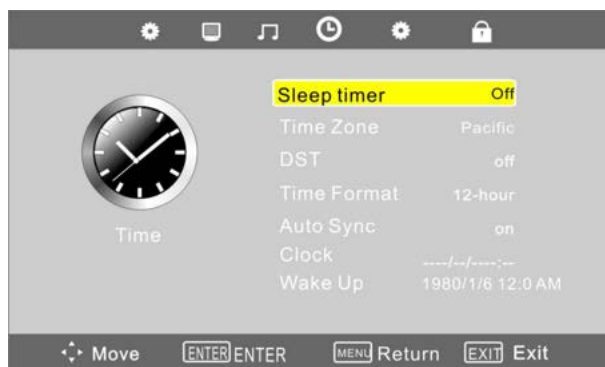 Sleep timer Off
Time Zone Pacific
DST off
Time Format 12-hour
Auto Sync on
Clock ----/--/----:--
Wake Up 1980/1/6 12:0 AM
Time
Move ENTER ENTER MENU Return EXIT Exit